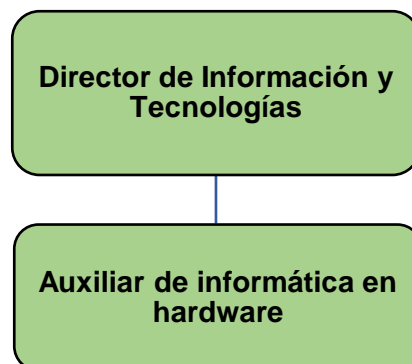 Director de Información y
Tecnologías
Auxiliar de informática en
hardware